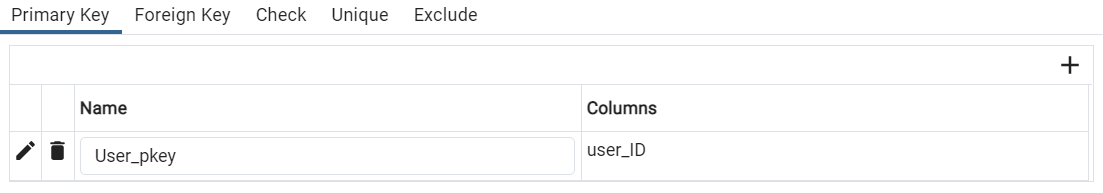 Primary Key Foreign Key Check Unique Exclude
Name Columns
User_pkey user_ID